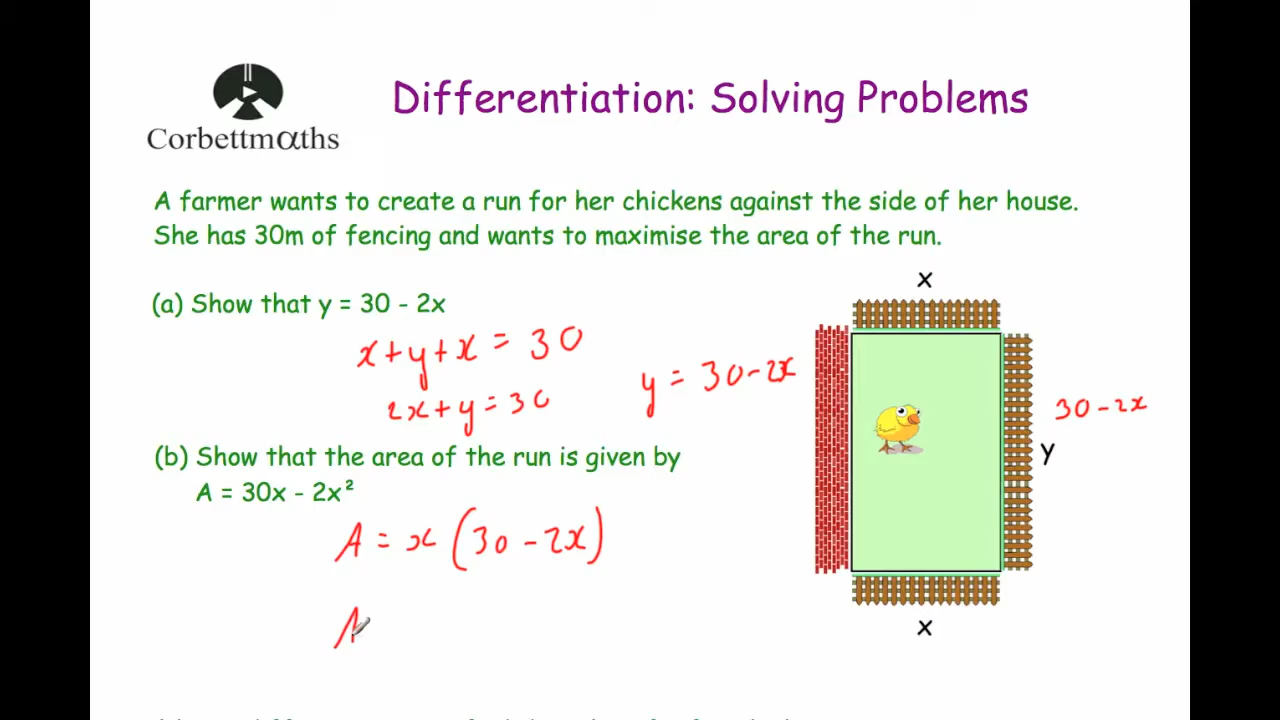 Differentiation: Solving Problems
Corbettmαths
A farmer wants to create a run for her chickens against the side of her house.
She has 30m of fencing and wants to maximise the area of the run.
(a) Show that y = 30 - 2x
x + y + x = 30
2x + y = 30
y = 30 - 2x
(b) Show that the area of the run is given by
A = 30x - 2x²
A = x (30 - 2x)
A
x
30 - 2x
y
x